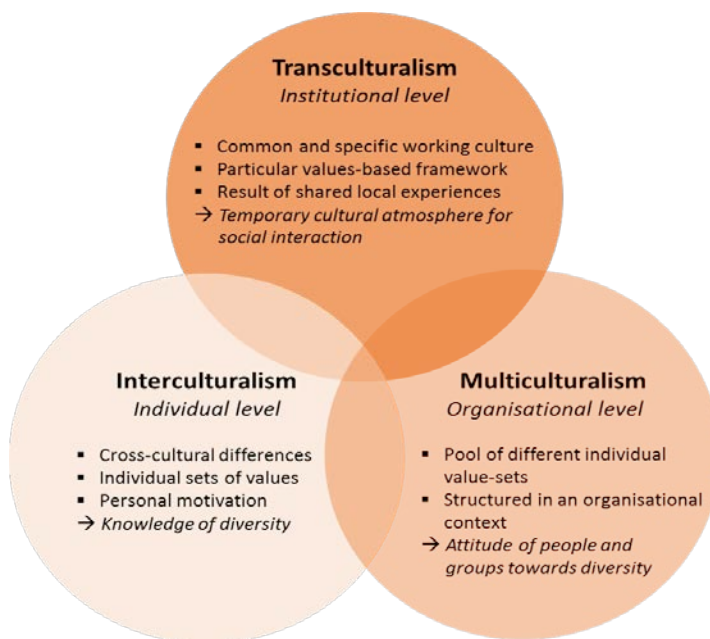 Transculturalism
Institutional level
▪ Common and specific working culture
▪ Particular values-based framework
▪ Result of shared local experiences
→ Temporary cultural atmosphere for
social interaction
Interculturalism
Individual level
▪ Cross-cultural differences
▪ Individual sets of values
▪ Personal motivation
→ Knowledge of diversity
Multiculturalism
Organisational level
▪ Pool of different individual
value-sets
▪ Structured in an organisational
context
→ Attitude of people and
groups towards diversity